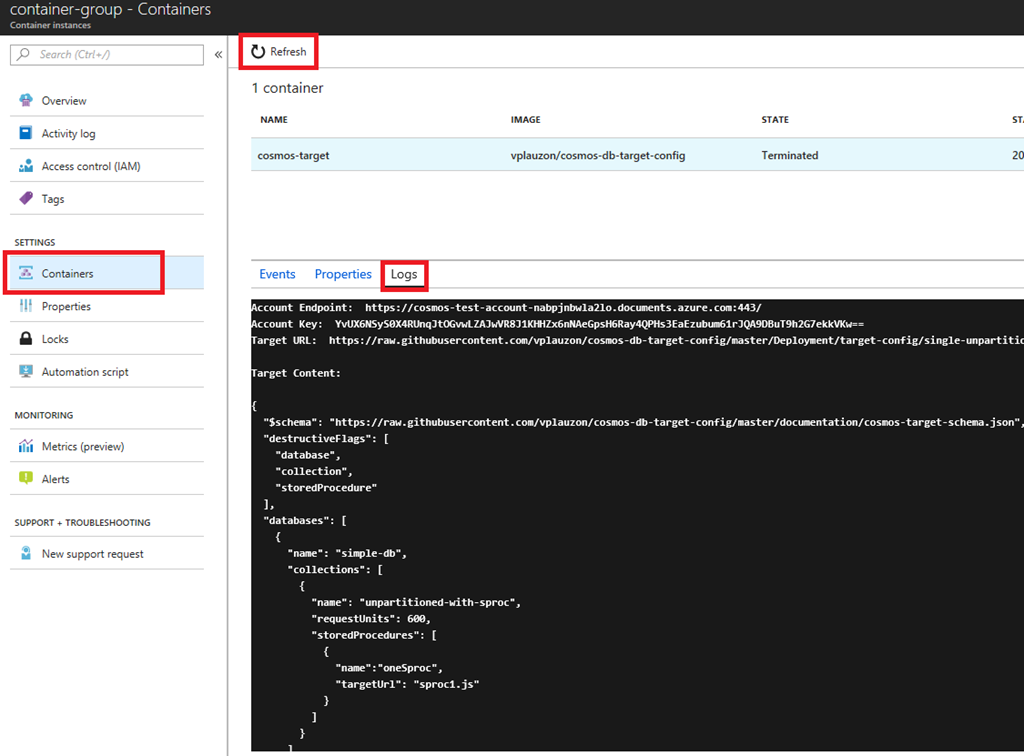 container-group - Containers
Container instances
Search (Ctrl+/)
«
Overview
Activity log
Access control (IAM)
Tags
SETTINGS
Containers
Properties
Locks
Automation script
MONITORING
Metrics (preview)
Alerts
SUPPORT + TROUBLESHOOTING
New support request
Refresh
1 container
NAME IMAGE STATE STA
cosmos-target vplauzon/cosmos-db-target-config Terminated 20
Events Properties Logs
Account Endpoint: https://cosmos-test-account-nabpjnbwla2lo.documents.azure.com:443/
Account Key: YvUX6NSyS0X4RUnqJtOGvwLZAJwVR8J1KHHZx6nNAeGpsH6Ray4QPHs3EaEzubum61rJQA9DBuT9h2G7ekkVKw==
Target URL: https://raw.githubusercontent.com/vplauzon/cosmos-db-target-config/master/Deployment/target-config/single-unpartitio
Target Content:
{
"$schema": "https://raw.githubusercontent.com/vplauzon/cosmos-db-target-config/master/documentation/cosmos-target-schema.json",
"destructiveFlags": [
"database",
"collection",
"storedProcedure"
],
"databases": [
{
"name": "simple-db",
"collections": [
{
"name": "unpartitioned-with-sproc",
"requestUnits": 600,
"storedProcedures": [
{
"name":"oneSproc",
"targetUrl": "sproc1.js"
}
]
}
]